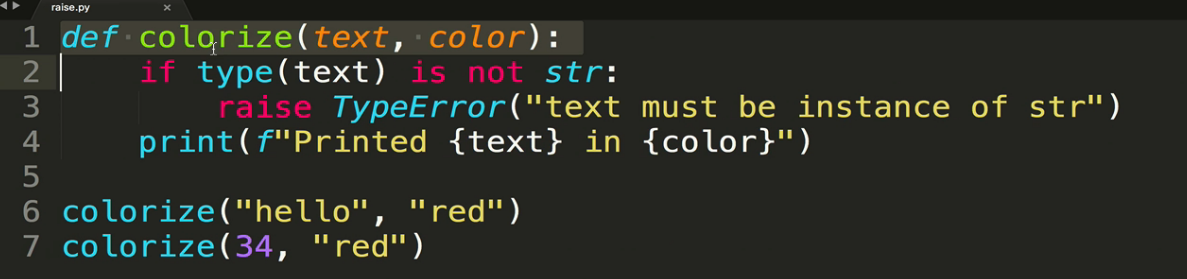 raise.py
1 def colorize(text, color):
2     if type(text) is not str:
3         raise TypeError("text must be instance of str")
4     print(f"Printed {text} in {color}")
5
6 colorize("hello", "red")
7 colorize(34, "red")